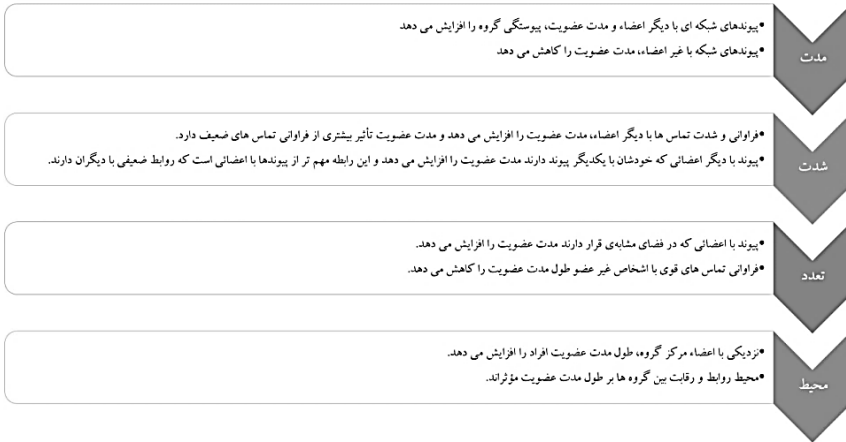 مدت
•پیوندهای شبکه ای با دیگر اعضاء و مدت عضویت، پیوستگی گروه را افزایش می دهد
•پیوندهای شبکه با غیر اعضاء، مدت عضویت را کاهش می دهد
شدت
•فراوانی و شدت تماس ها با دیگر اعضاء، مدت عضویت را افزایش می دهد و مدت عضویت تأثیر بیشتری از فراوانی تماس های ضعیف دارد.
•پیوند با دیگر اعضائی که خودشان با یکدیگر پیوند دارند مدت عضویت را افزایش می دهد و این رابطه مهم تر از پیوندها با اعضائی است که روابط ضعیفی با دیگران دارند.
تعدد
•پیوند با اعضائی که در فضای مشابه‌ی قرار دارند مدت عضویت را افزایش می دهد.
•فراوانی تماس های قوی با اشخاص غیر عضو طول مدت عضویت را کاهش می دهد.
محیط
•نزدیکی با اعضاء مرکز گروه، طول مدت عضویت افراد را افزایش می دهد.
•محیط روابط و رقابت بین گروه ها بر طول مدت عضویت مؤثراند.